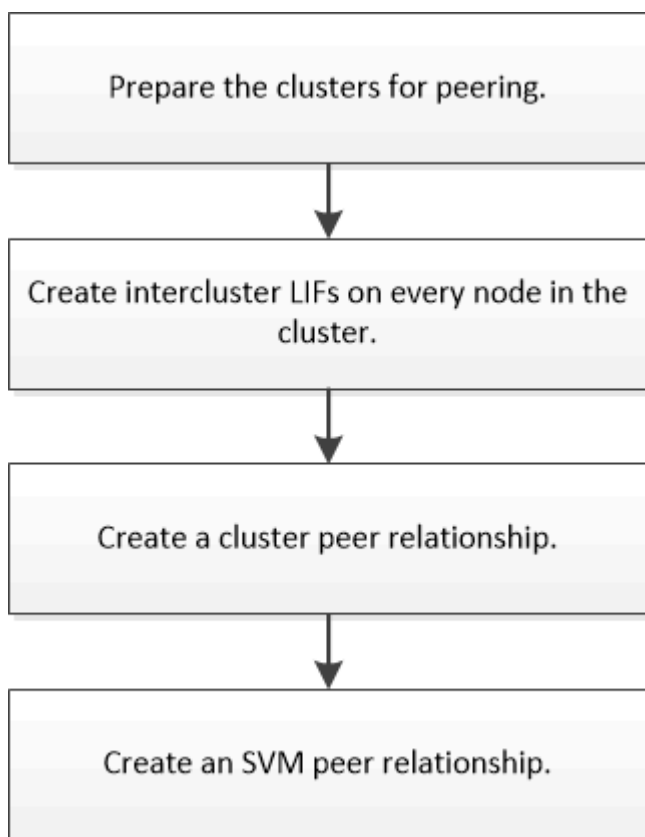 Prepare the clusters for peering.
Create intercluster LIFs on every node in the
cluster.
Create a cluster peer relationship.
Create an SVM peer relationship.